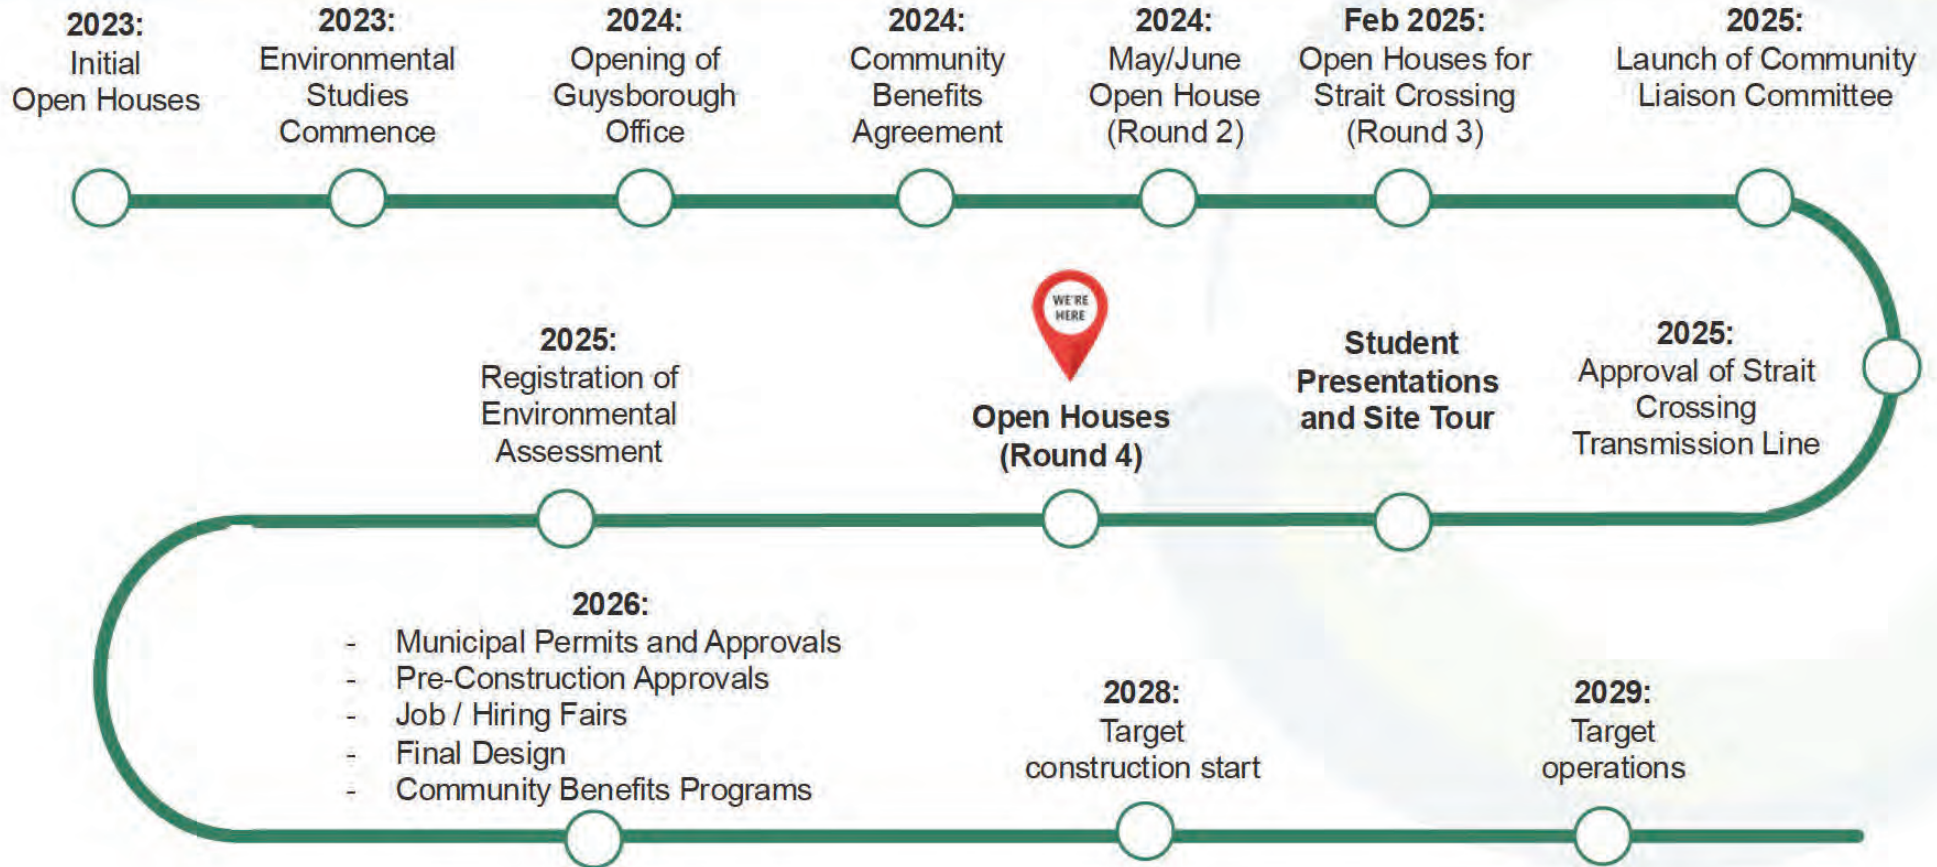 2023:
Initial
Open Houses
2023:
Environmental
Studies
Commence
2024:
Opening of
Guysborough
Office
2024:
Community
Benefits
Agreement
2024:
May/June
Open House
(Round 2)
Feb 2025:
Open Houses for
Strait Crossing
(Round 3)
2025:
Launch of Community
Liaison Committee
2025:
Approval of Strait
Crossing
Transmission Line
Student
Presentations
and Site Tour
WE'RE
HERE
Open Houses
(Round 4)
2025:
Registration of
Environmental
Assessment
2026:
- Municipal Permits and Approvals
- Pre-Construction Approvals
- Job / Hiring Fairs
- Final Design
- Community Benefits Programs
2028:
Target
construction start
2029:
Target
operations